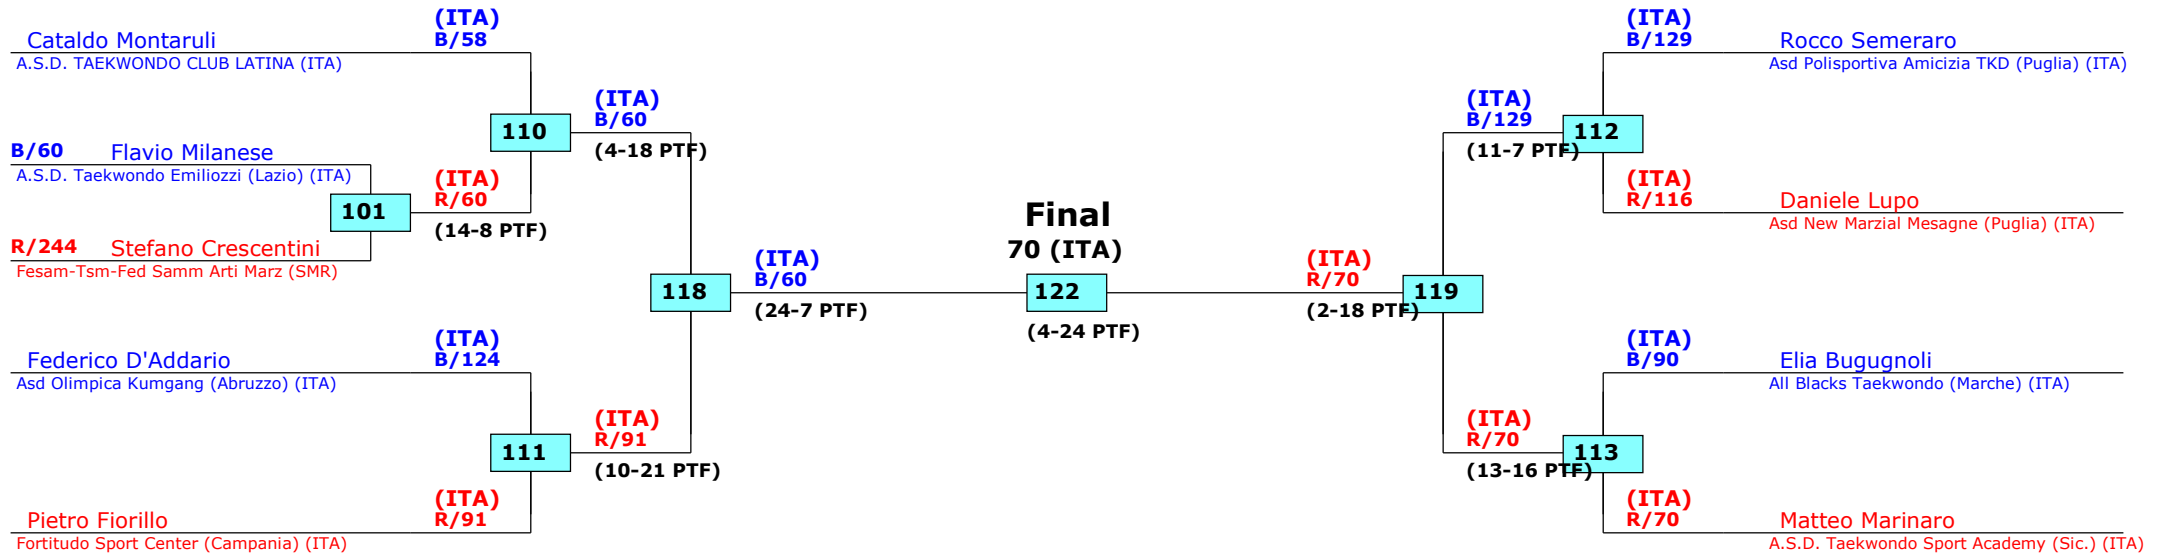 (ITA)
B/58
Cataldo Montaruli
A.S.D. TAEKWONDO CLUB LATINA (ITA)
(ITA)
B/60
110
(4-18 PTF)
B/60 Flavio Milanese
A.S.D. Taekwondo Emiliozzi (Lazio) (ITA)
(ITA)
R/60
101
(14-8 PTF)
R/244 Stefano Crescentini
Fesam-Tsm-Fed Samm Arti Marz (SMR)
(ITA)
B/60
118
(24-7 PTF)
(ITA)
B/124
Federico D'Addario
Asd Olimpica Kumgang (Abruzzo) (ITA)
(ITA)
R/91
111
(10-21 PTF)
(ITA)
R/91
Pietro Fiorillo
Fortitudo Sport Center (Campania) (ITA)
Final
70 (ITA)
122
(4-24 PTF)
(ITA)
B/129
Rocco Semeraro
Asd Polisportiva Amicizia TKD (Puglia) (ITA)
(ITA)
B/129
112
(11-7 PTF)
(ITA)
R/116
Daniele Lupo
Asd New Marzial Mesagne (Puglia) (ITA)
(ITA)
R/70
119
(2-18 PTF)
(ITA)
B/90
Elia Bugugnoli
All Blacks Taekwondo (Marche) (ITA)
(ITA)
R/70
113
(13-16 PTF)
(ITA)
R/70
Matteo Marinaro
A.S.D. Taekwondo Sport Academy (Sic.) (ITA)